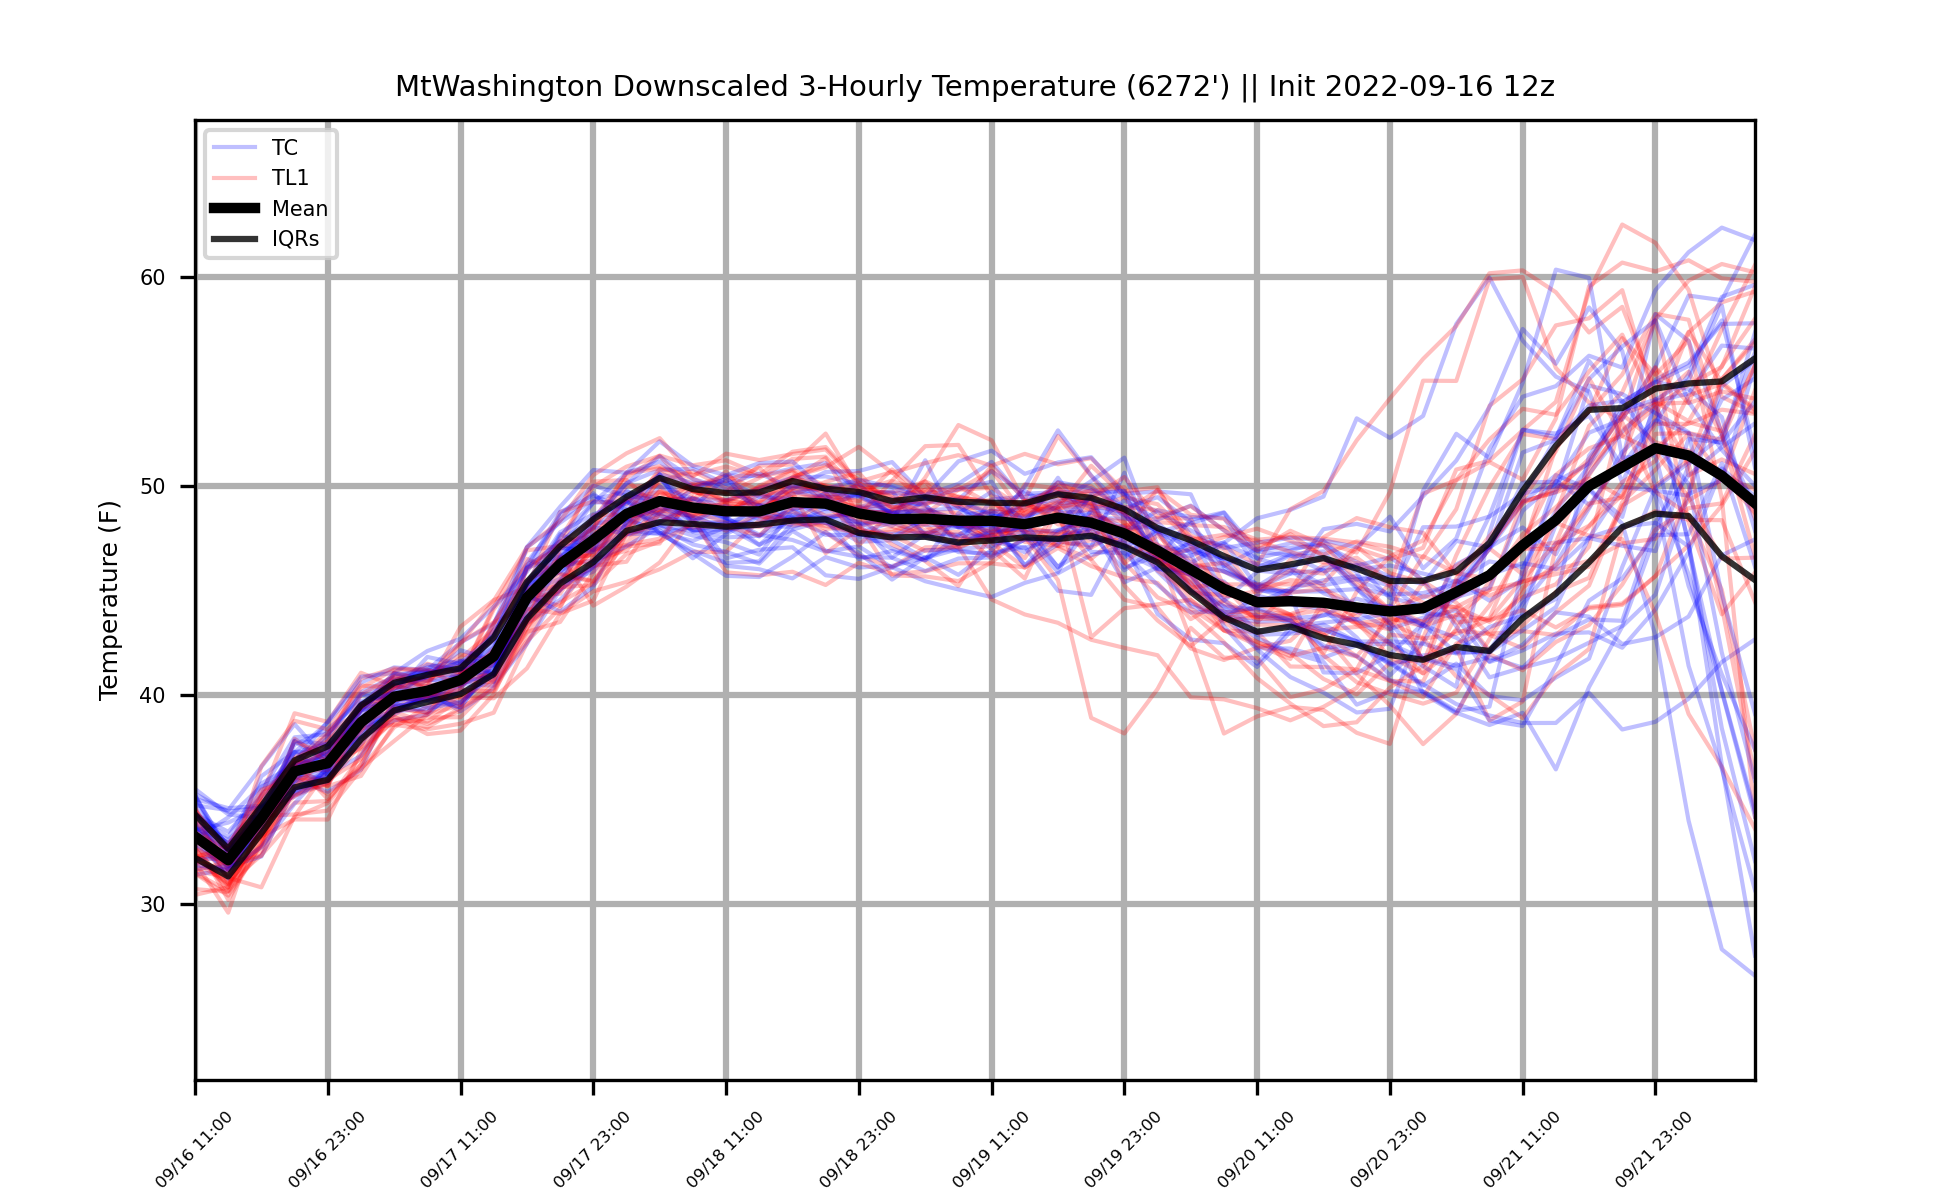 MtWashington Downscaled 3-Hourly Temperature (6272') || Init 2022-09-16 12z
TC
TL1
Mean
IQRs
Temperature (F)
60
50
40
30
09/16 11:00
09/16 23:00
09/17 11:00
09/17 23:00
09/18 11:00
09/18 23:00
09/19 11:00
09/19 23:00
09/20 11:00
09/20 23:00
09/21 11:00
09/21 23:00